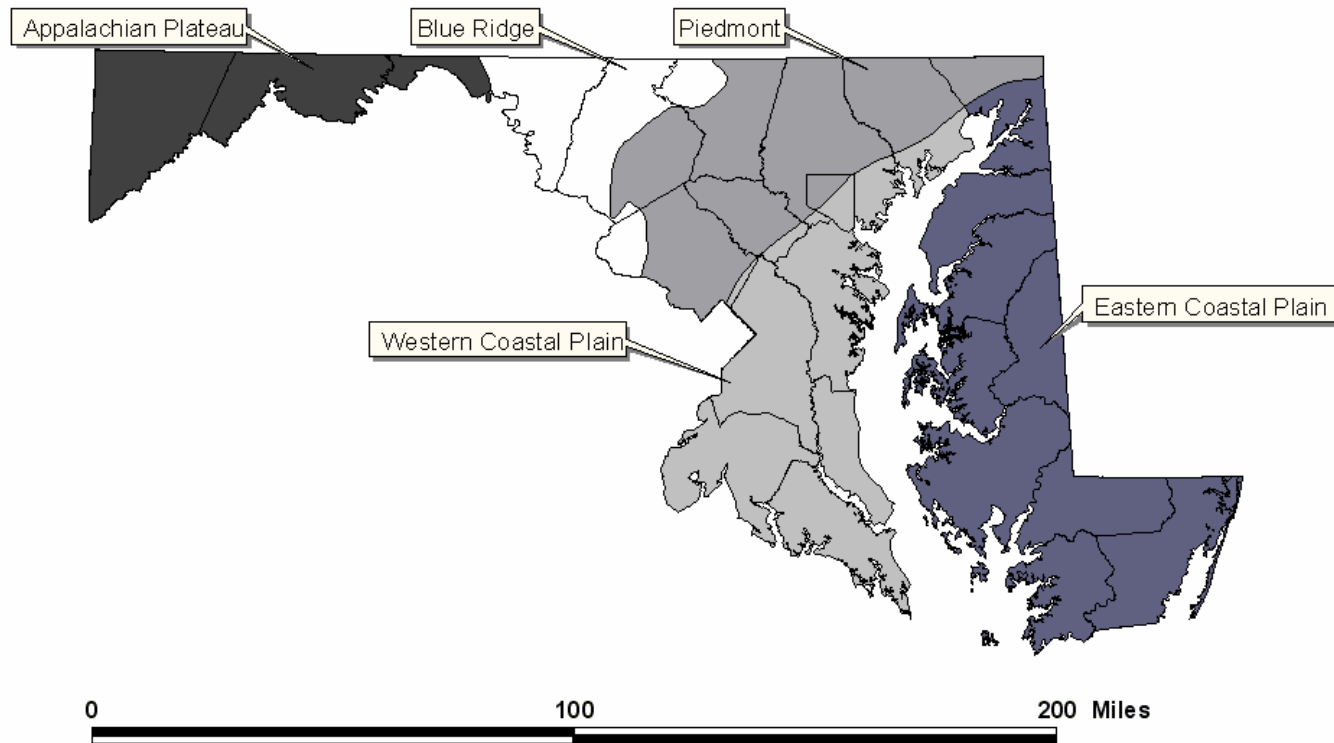 Appalachian Plateau
Blue Ridge
Piedmont
Eastern Coastal Plain
Western Coastal Plain
0 100 200 Miles